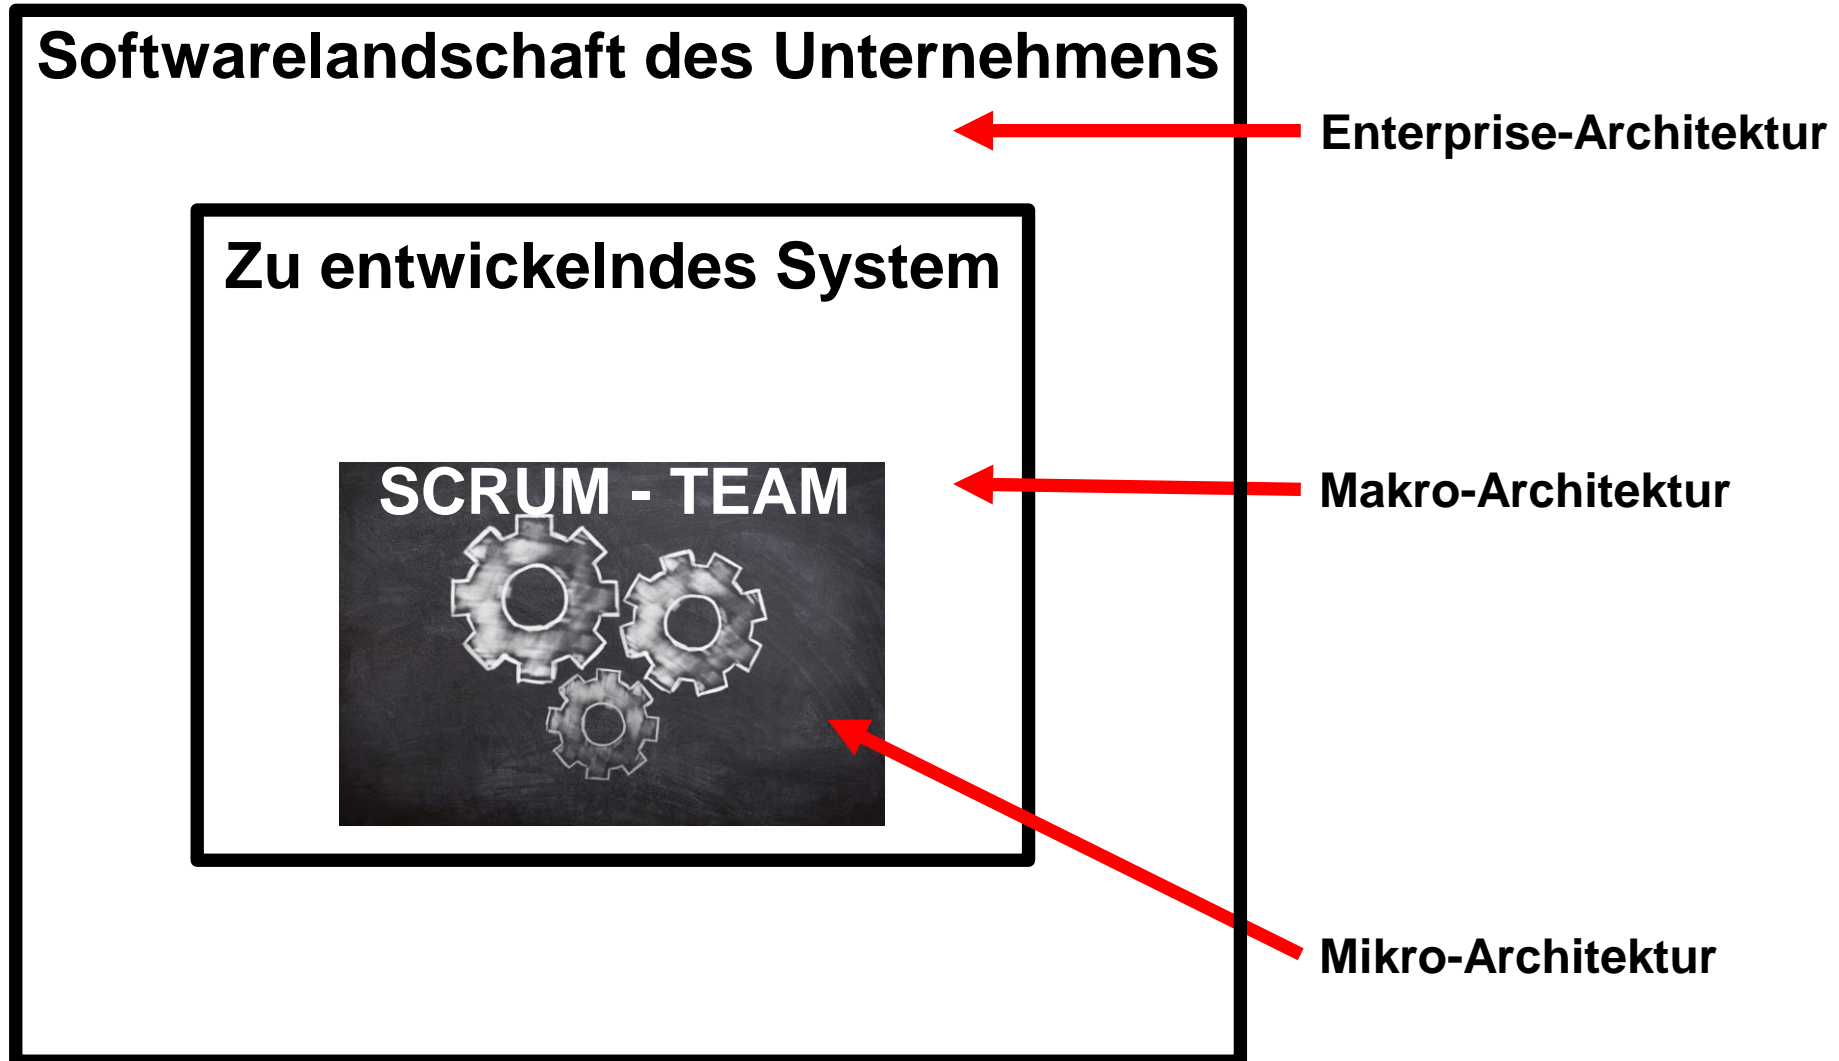 Softwarelandschaft des Unternehmens
Enterprise-Architektur
Zu entwickelndes System
SCRUM - TEAM
Makro-Architektur
Mikro-Architektur